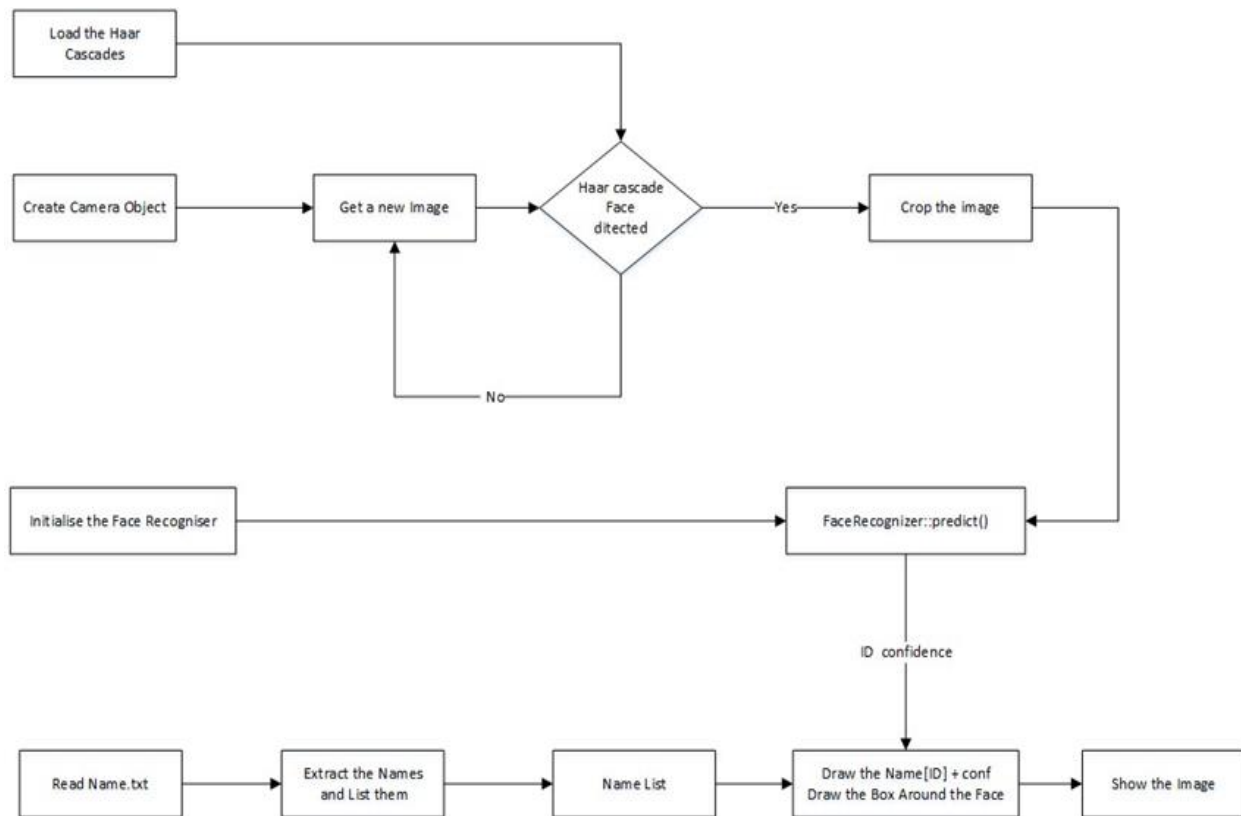 Load the Haar
Cascades
Create Camera Object
Get a new Image
Haar cascade
Face
ditected
Yes
Crop the image
No
Initialise the Face Recogniser
FaceRecognizer::predict()
ID confidence
Read Name.txt
Extract the Names
and List them
Name List
Draw the Name[ID] + conf
Draw the Box Around the Face
Show the Image